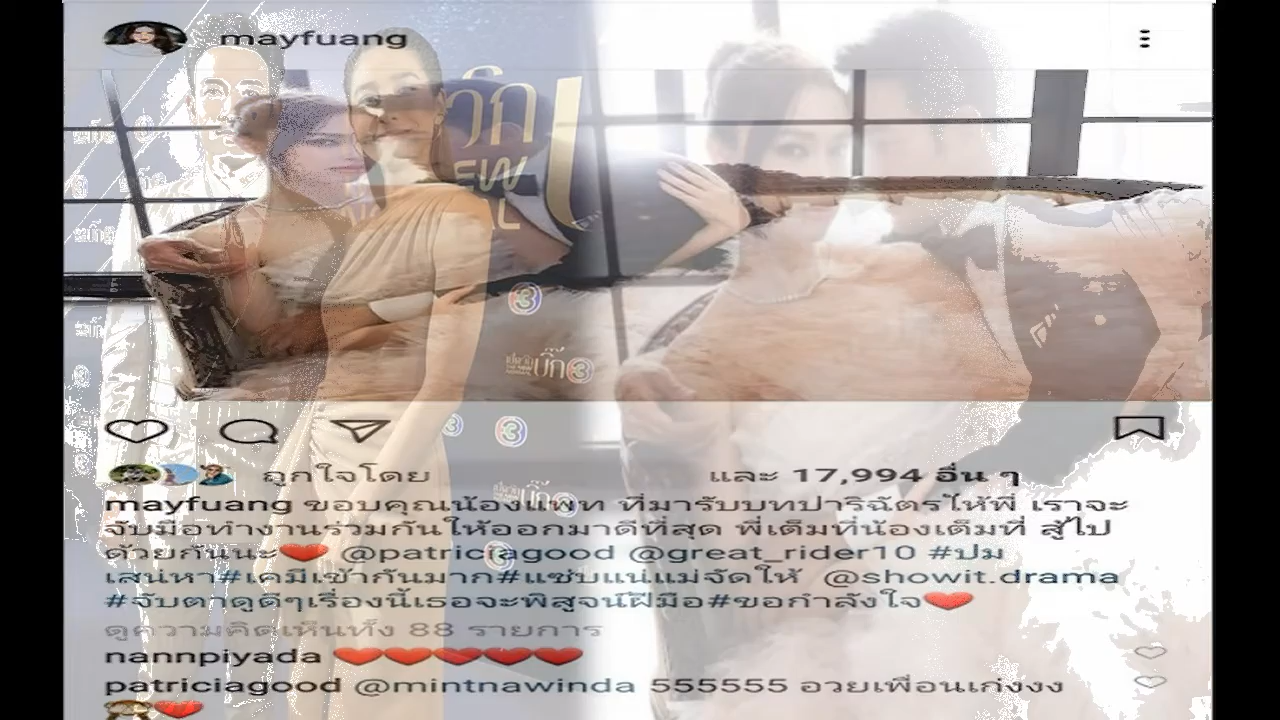 mayfuang
ถูกใจโดย และ 17,994 อื่น ๆ
mayfuang ขอบคุณน้องแพท ที่มารับบทปาริฉัตรให้พี่ เราจะ
จับมือทำงานร่วมกันให้ออกมาดีที่สุด พี่เต็มที่น้องเต็มที่ สู้ไป
ด้วยกันนะ❤️ @patriciagood @great_rider10 #ปม
เสน่หา#เคมีเข้ากันมาก#แซ่บแน่แม่จัดให้ @showit.drama
#จับตาดูดีๆเรื่องนี้เธอจะพิสูจน์ฝีมือ#ขอกำลังใจ❤️
ดูความคิดเห็นทั้ง 88 รายการ
nannpiyada ❤️❤️❤️❤️❤️
patriciagood @mintnawinda 555555 อวยเพื่อนเก่งงง
🙈❤️